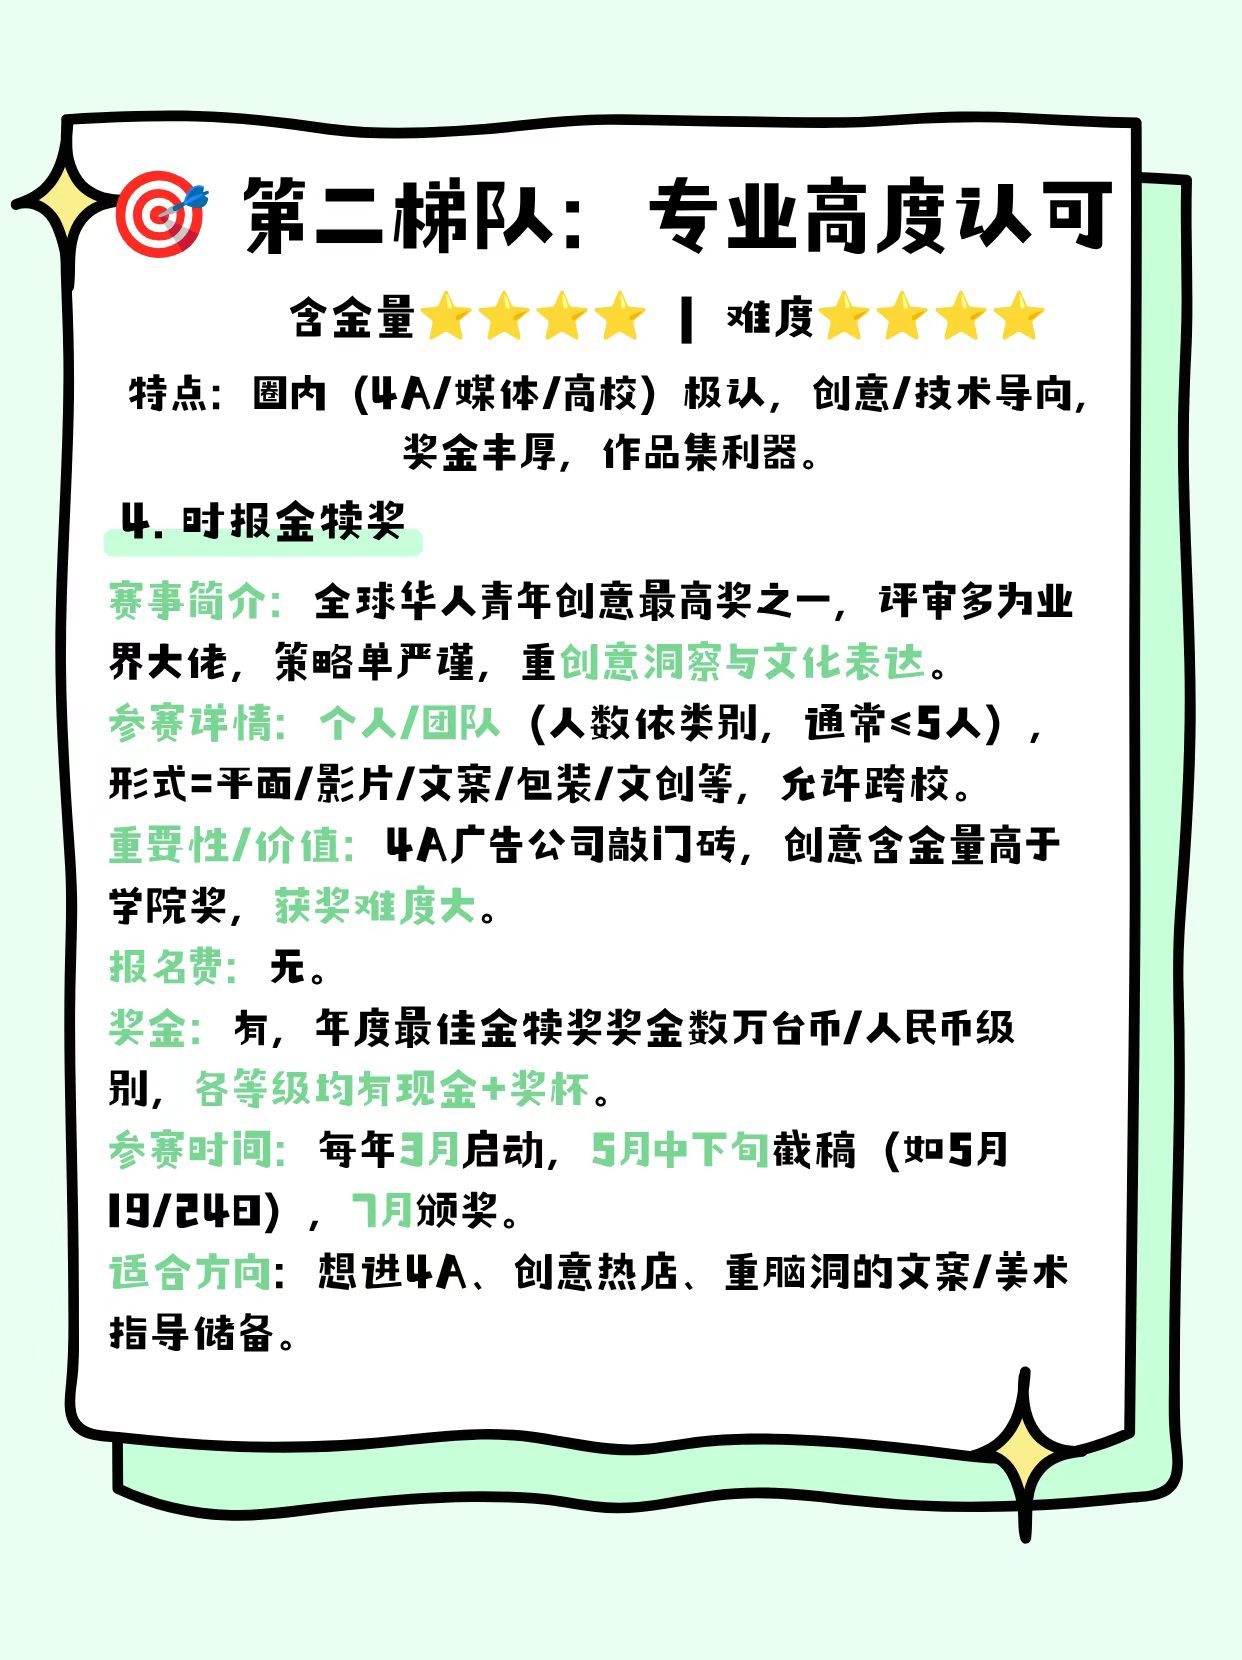 🎯 第二梯队：专业高度认可
含金量⭐⭐⭐⭐ | 难度⭐⭐⭐⭐
特点：圈内（4A/媒体/高校）极认，创意/技术导向，
奖金丰厚，作品集利器。
4. 时报金犊奖
赛事简介：全球华人青年创意最高奖之一，评审多为业
界大佬，策略单严谨，重创意洞察与文化表达。
参赛详情：个人/团队（人数依类别，通常≤5人），
形式=平面/影片/文案/包装/文创等，允许跨校。
重要性/价值：4A广告公司敲门砖，创意含金量高于
学院奖，获奖难度大。
报名费：无。
奖金：有，年度最佳金犊奖奖金数万台币/人民币级
别，各等级均有现金+奖杯。
参赛时间：每年3月启动，5月中下旬截稿（如5月
19/24日），7月颁奖。
适合方向：想进4A、创意热店、重脑洞的文案/美术
指导储备。